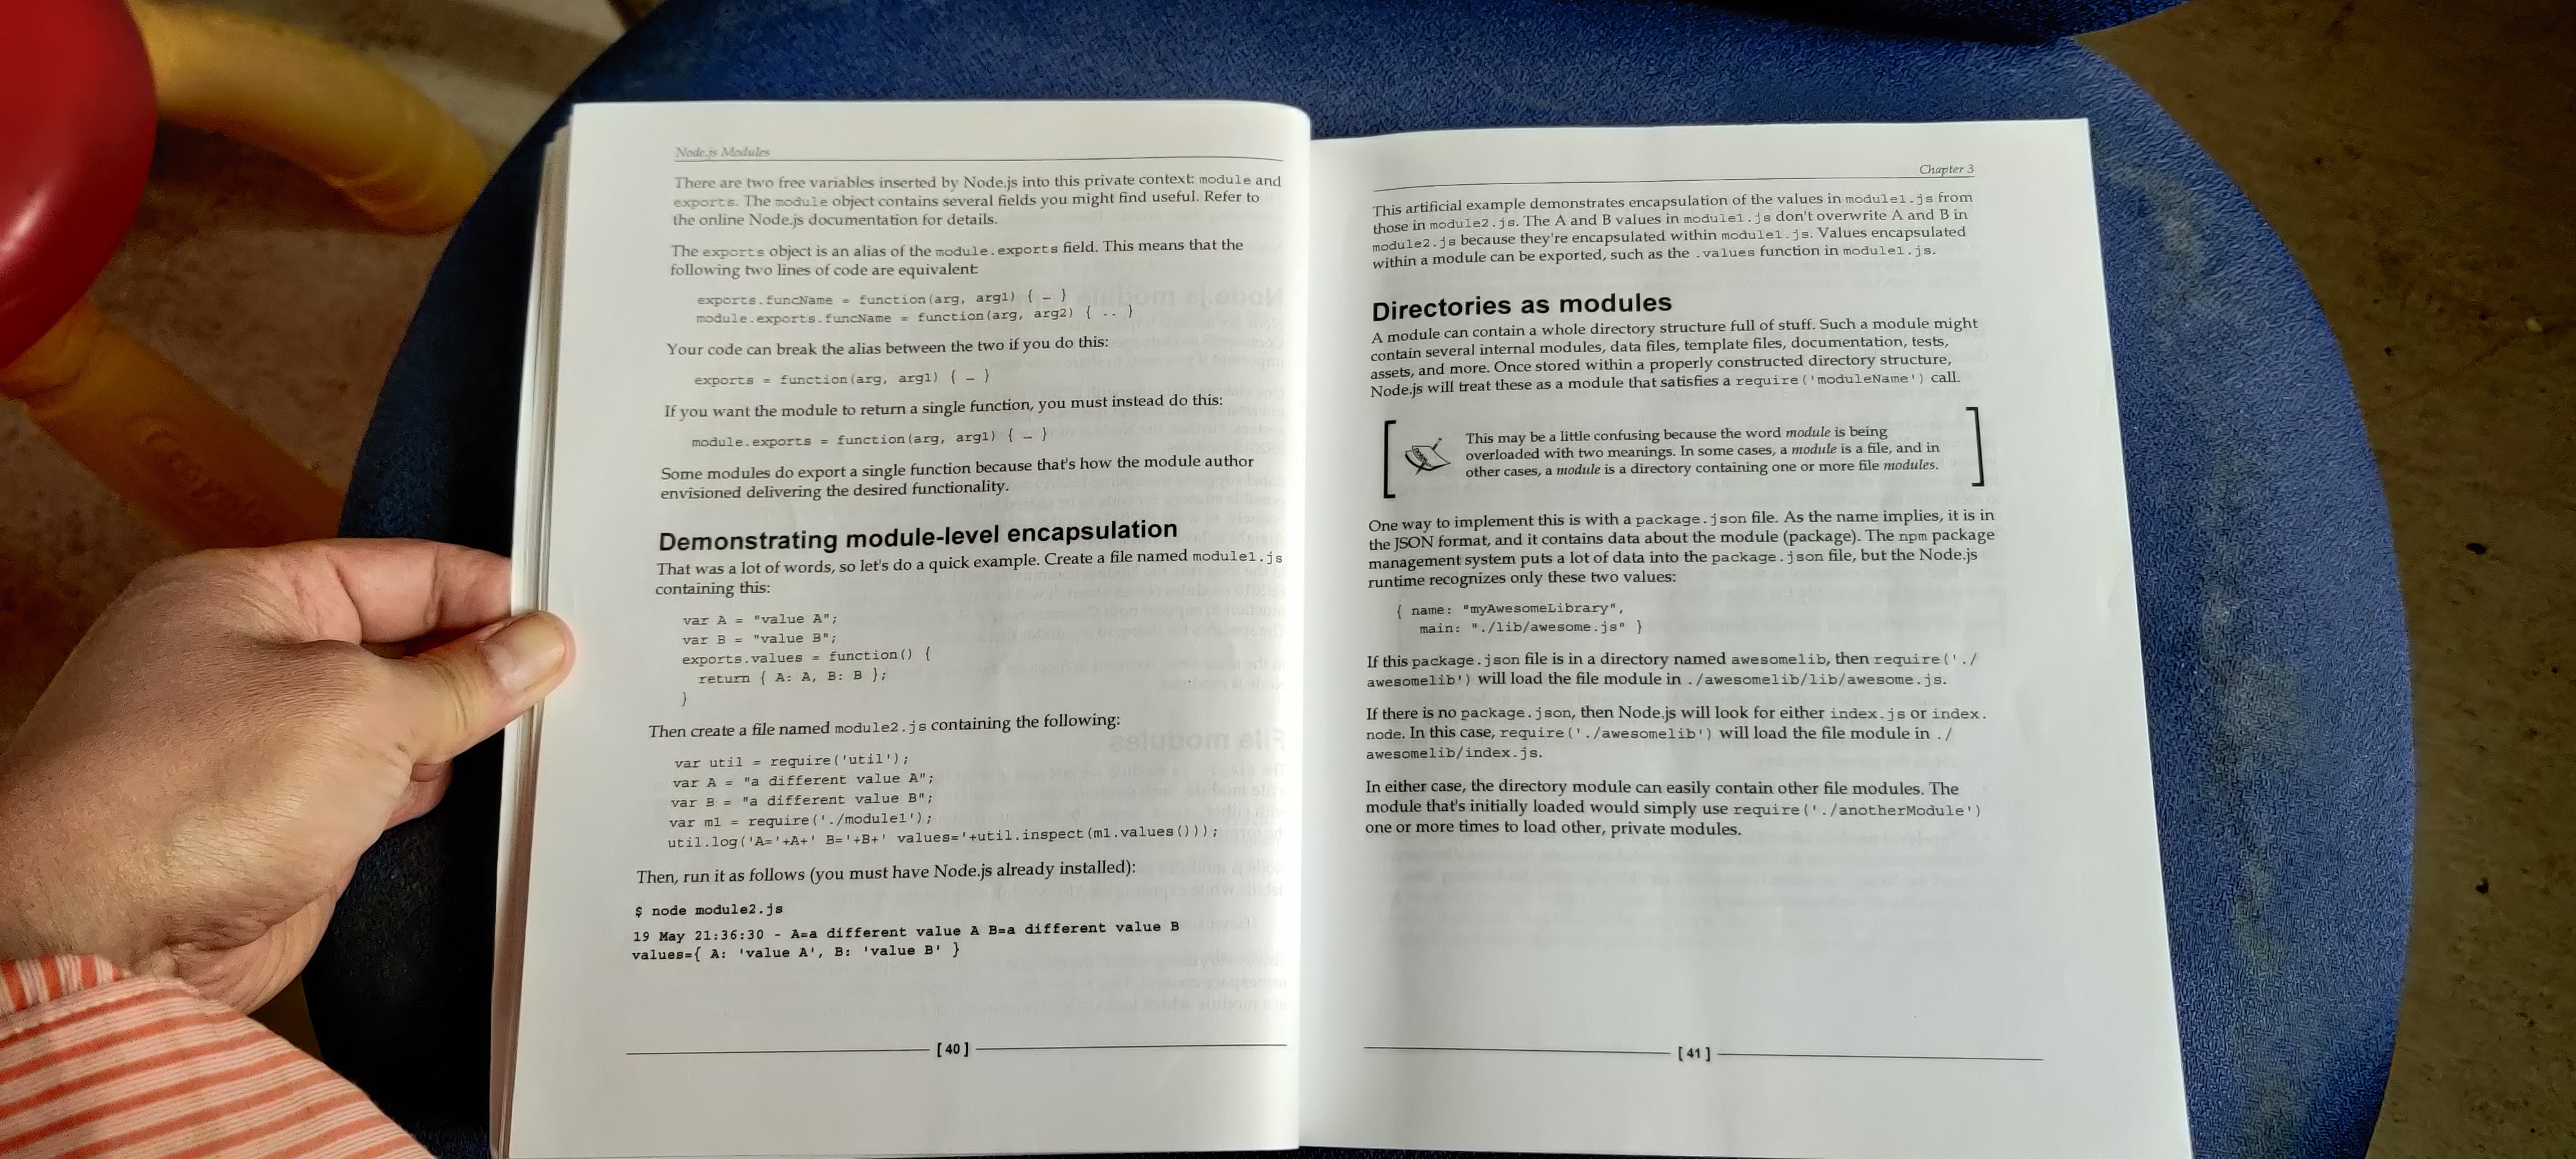 Node.js Modules
There are two free variables inserted by Node.js into this private context: module and
exports. The module object contains several fields you might find useful. Refer to
the online Node.js documentation for details.
The exports object is an alias of the module.exports field. This means that the
following two lines of code are equivalent:
exports.funcName = function(arg, arg1) { … }
module.exports.funcName = function(arg, arg2) { .. }
Your code can break the alias between the two if you do this:
exports = function(arg, arg1) { … }
If you want the module to return a single function, you must instead do this:
module.exports = function(arg, arg1) { … }
Some modules do export a single function because that's how the module author
envisioned delivering the desired functionality.
Demonstrating module-level encapsulation
That was a lot of words, so let's do a quick example. Create a file named module1.js
containing this:
var A = "value A";
var B = "value B";
exports.values = function() {
return { A: A, B: B };
}
Then create a file named module2.js containing the following:
var util = require('util');
var A = "a different value A";
var B = "a different value B";
var m1 = require('./module1');
util.log('A='+A+' B='+B+' values='+util.inspect(m1.values()));
Then, run it as follows (you must have Node.js already installed):
$ node module2.js
19 May 21:36:30 - A=a different value A B=a different value B
values={ A: 'value A', B: 'value B' }
[ 40 ]
Chapter 3
This artificial example demonstrates encapsulation of the values in module1.js from
those in module2.js. The A and B values in module1.js don't overwrite A and B in
module2.js because they're encapsulated within module1.js. Values encapsulated
within a module can be exported, such as the .values function in module1.js.
Directories as modules
A module can contain a whole directory structure full of stuff. Such a module might
contain several internal modules, data files, template files, documentation, tests,
assets, and more. Once stored within a properly constructed directory structure,
Node.js will treat these as a module that satisfies a require('moduleName') call.
This may be a little confusing because the word module is being
overloaded with two meanings. In some cases, a module is a file, and in
other cases, a module is a directory containing one or more file modules.
One way to implement this is with a package.json file. As the name implies, it is in
the JSON format, and it contains data about the module (package). The npm package
management system puts a lot of data into the package.json file, but the Node.js
runtime recognizes only these two values:
{ name: "myAwesomeLibrary",
main: "./lib/awesome.js" }
If this package.json file is in a directory named awesomelib, then require('./
awesomelib') will load the file module in ./awesomelib/lib/awesome.js.
If there is no package.json, then Node.js will look for either index.js or index.
node. In this case, require('./awesomelib') will load the file module in ./
awesomelib/index.js.
In either case, the directory module can easily contain other file modules. The
module that's initially loaded would simply use require('./anotherModule')
one or more times to load other, private modules.
[ 41 ]